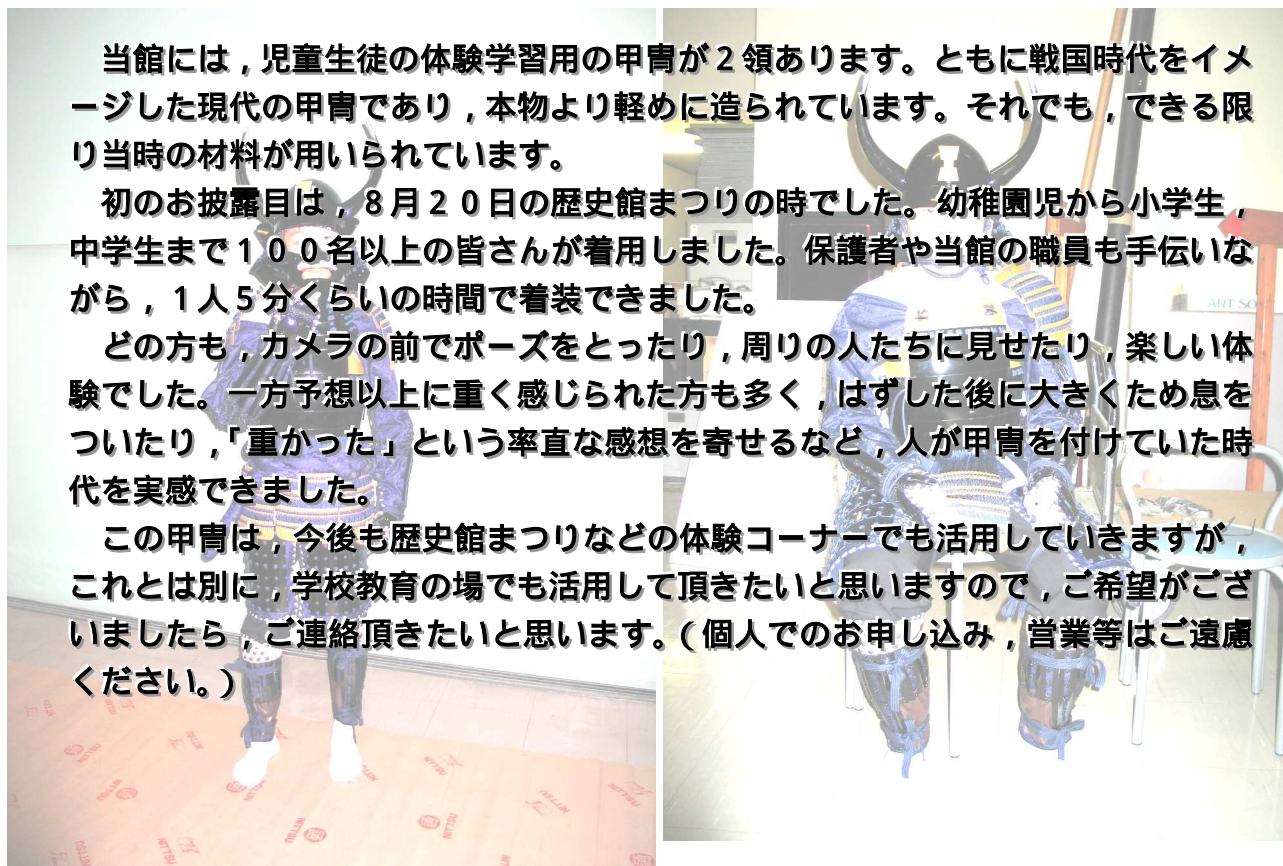 当館には，児童生徒の体験学習用の甲冑が２領あります。ともに戦国時代をイメ
ージした現代の甲冑であり，本物より軽めに造られています。それでも，できる限
り当時の材料が用いられています。
　初のお披露目は，８月２０日の歴史館まつりの時でした。幼稚園児から小学生，
中学生まで１００名以上の皆さんが着用しました。保護者や当館の職員も手伝いな
がら，１人５分くらいの時間で着装できました。
　どの方も，カメラの前でポーズをとったり，周りの人たちに見せたり，楽しい体
験でした。一方予想以上に重く感じられた方も多く，はずした後に大きくため息を
ついたり，「重かった」という率直な感想を寄せるなど，人が甲冑を付けていた時
代を実感できました。
　この甲冑は，今後も歴史館まつりなどの体験コーナーでも活用していきますが，
これとは別に，学校教育の場でも活用して頂きたいと思いますので，ご希望がござ
いましたら，ご連絡頂きたいと思います。（個人でのお申し込み，営業等はご遠慮
ください。）
ART SO
NITTSU
NITTSU
NITTSU
NITTSU
NITTSU
NITTSU
NITTSU